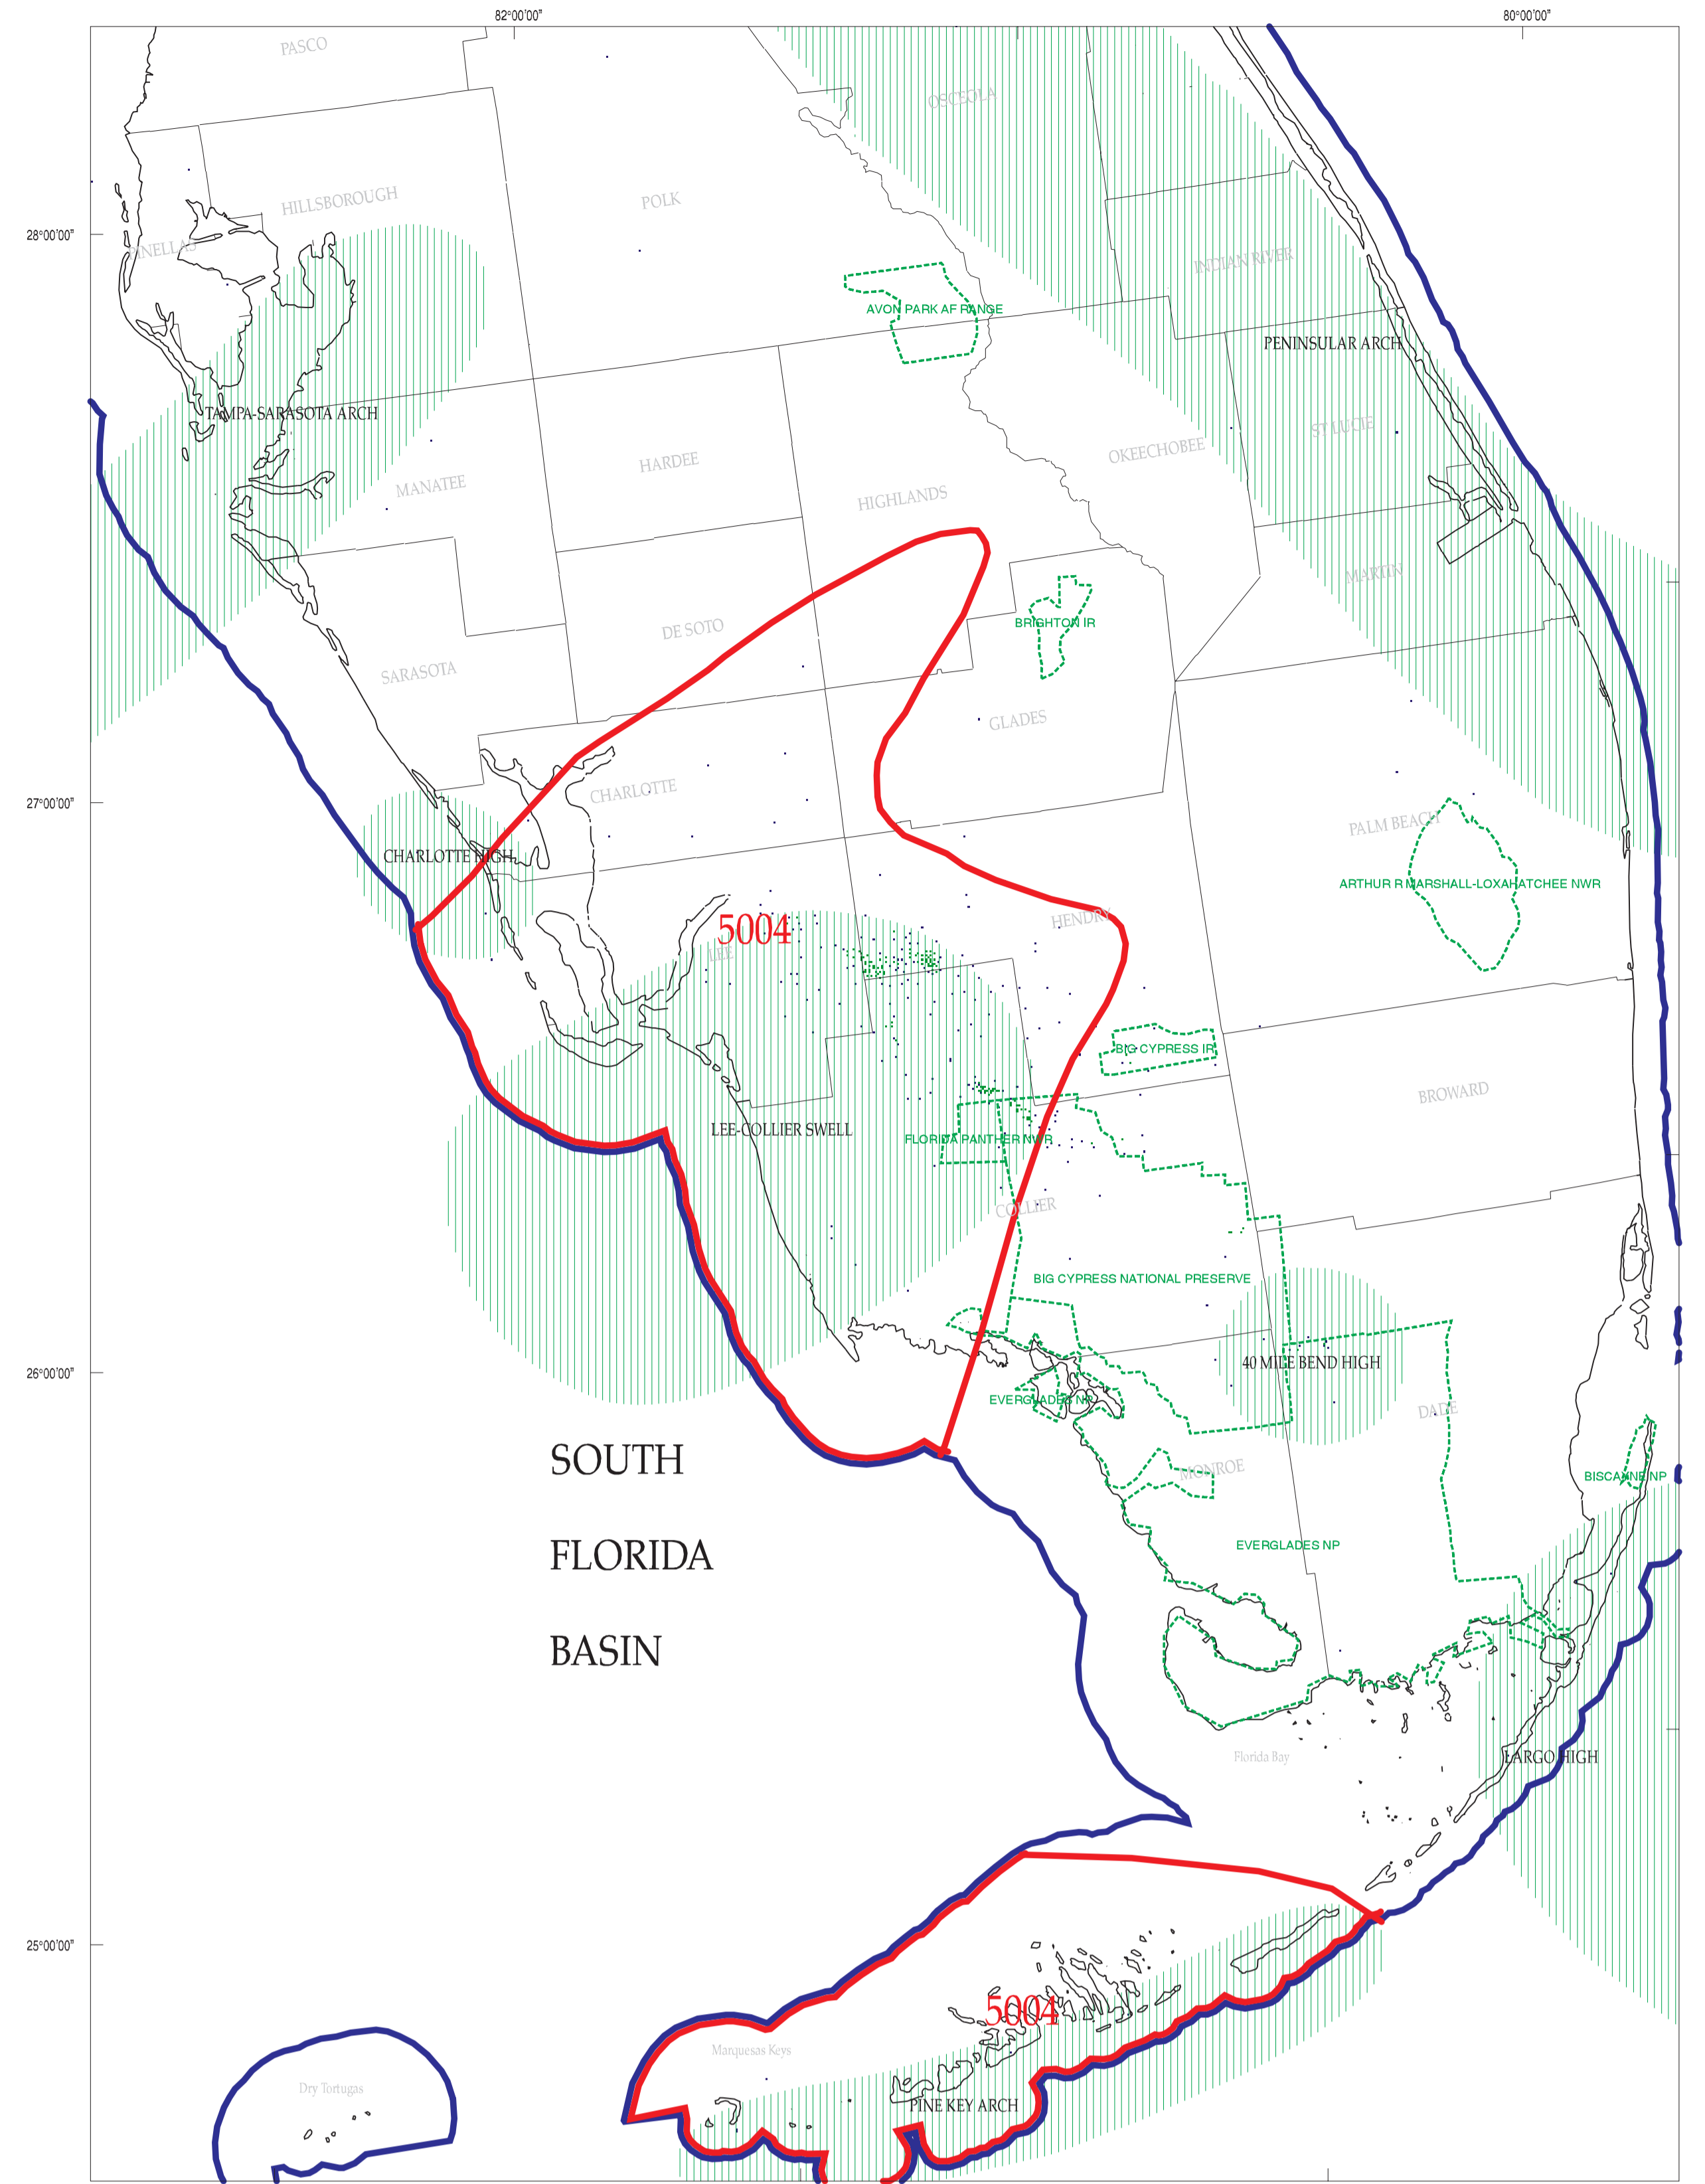 82°00'00"
80°00'00"
PASCO
OSCEOLA
HILLSBOROUGH
POLK
28°00'00"
PINELLAS
INDIAN RIVER
AVON PARK AF RANGE
PENINSULAR ARCH
TAMPA-SARASOTA ARCH
ST LUCIE
OKEECHOBEE
HARDEE
MANATEE
HIGHLANDS
MARTIN
BRIGHTON IR
DE SOTO
SARASOTA
GLADES
CHARLOTTE
27°00'00"
PALM BEACH
CHARLOTTE HIGH
ARTHUR R MARSHALL-LOXAHATCHEE NWR
HENDRY
5004
LEE
BIG CYPRESS IR
BROWARD
LEE-COLLIER SWELL
FLORIDA PANTHER NWR
COLLIER
BIG CYPRESS NATIONAL PRESERVE
40 MILE BEND HIGH
26°00'00"
EVERGLADES NP
DADE
SOUTH
MONROE
BISCAYNE NP
EVERGLADES NP
FLORIDA
BASIN
Florida Bay
LARGO HIGH
25°00'00"
5004
Marquesas Keys
Dry Tortugas
PINE KEY ARCH